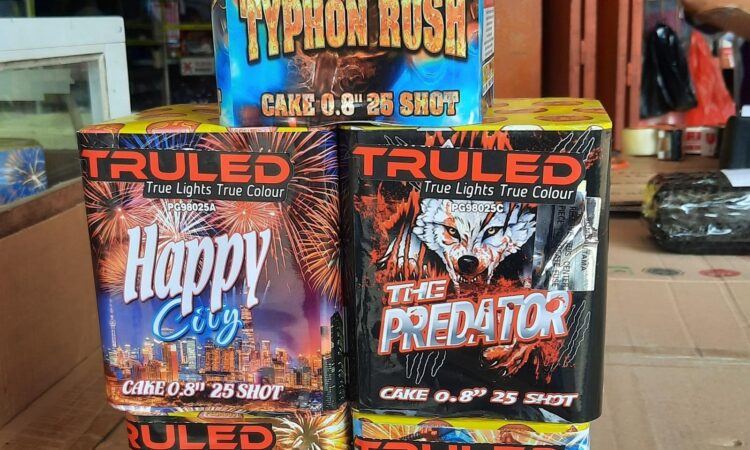 TYPHON RUSH
CAKE 0.8" 25 SHOT
TRULED
True Lights True Colour
PG98025A
Happy
City
CAKE 0.8" 25 SHOT
TRULED
True Lights True Colour
PG98025C
THE
PREDATOR
CAKE 0.8" 25 SHOT
TRULED
TRULED